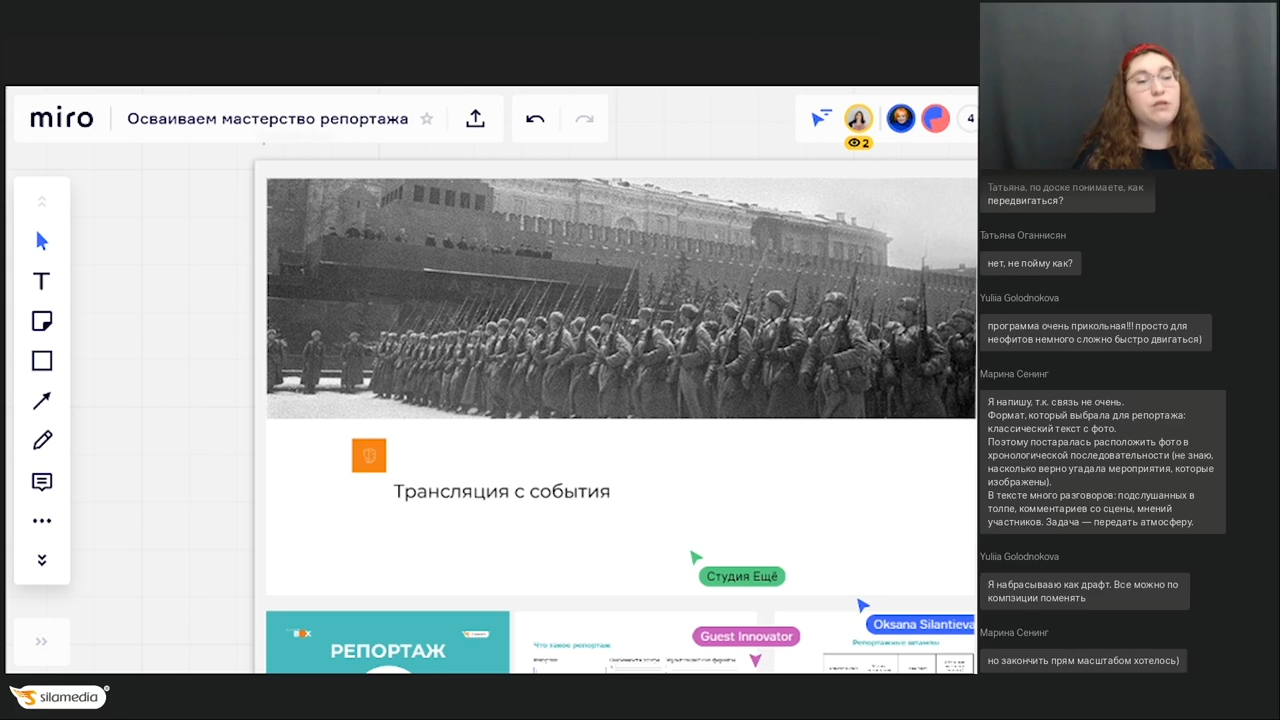 miro
Осваиваем мастерство репортажа
4
2
Трансляция с события
Студия Ещё
Oksana Silantieva
Guest Innovator
РЕПОРТАЖ
Что такое репортаж
Репортажные штампы
Татьяна, по доске понимаете, как
передвигаться?
Татьяна Оганнисян
нет, не пойму как?
Yuliia Golodnokova
программа очень прикольная!!! просто для
неофитов немного сложно быстро двигаться)
Марина Сенинг
Я напишу, т.к. связь не очень.
Формат, который выбрала для репортажа:
классический текст с фото.
Поэтому постаралась расположить фото в
хронологической последовательности (не знаю,
насколько верно угадала мероприятия, которые
изображены).
В тексте много разговоров: подслушанных в
толпе, комментариев со сцены, мнений
участников. Задача — передать атмосферу.
Yuliia Golodnokova
Я набрасывааю как драфт. Все можно по
компзиции поменять
Марина Сенинг
но закончить прям масштабом хотелось)
silamedia